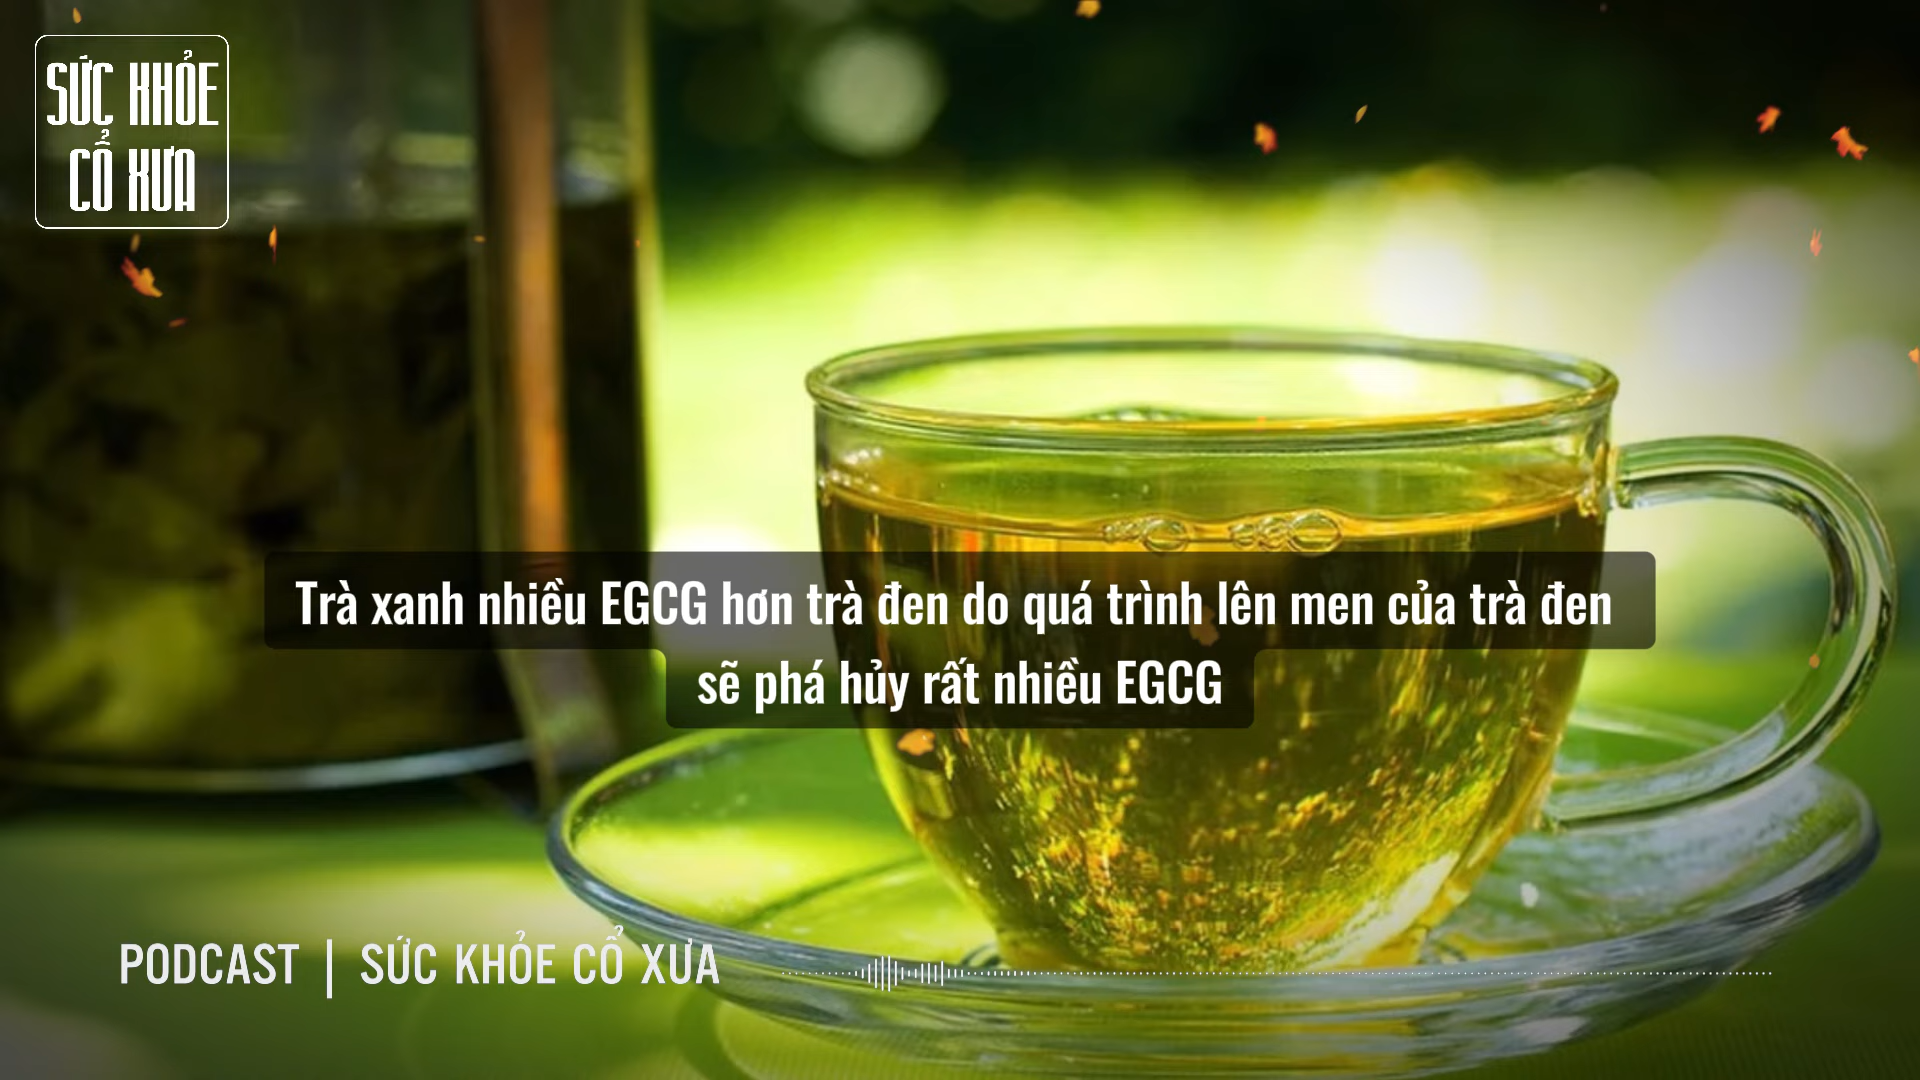 SỨC KHỎE
CỔ XƯA
Trà xanh nhiều EGCG hơn trà đen do quá trình lên men của trà đen
sẽ phá hủy rất nhiều EGCG
PODCAST | SỨC KHỎE CỔ XƯA